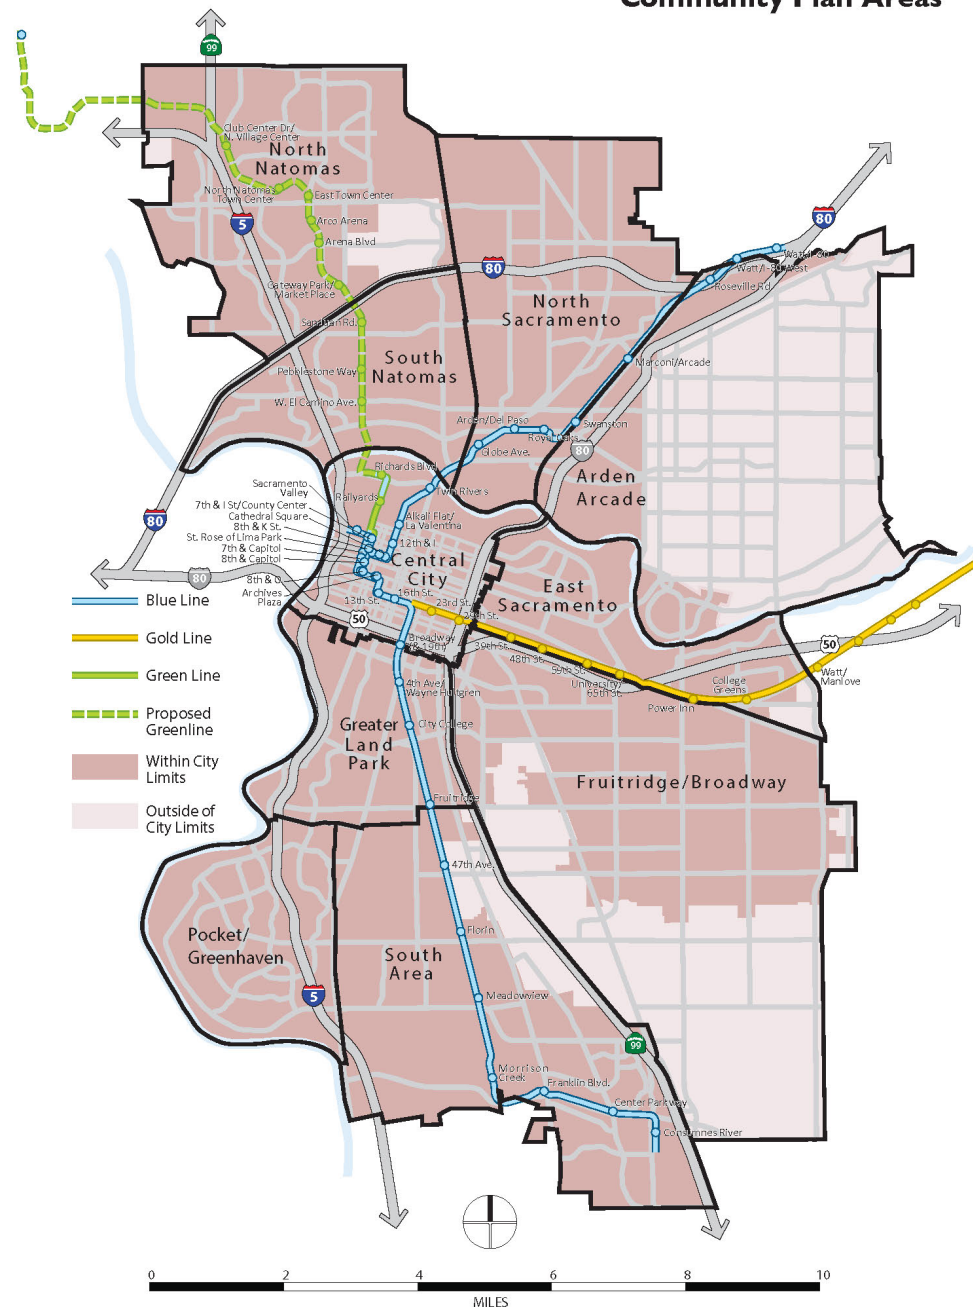 Community Plan Areas
99
Club Center Dr/
N. Village Center
North
Natomas
North Natomas
Town Center
East Town Center
5
Arco Arena
Arena Blvd
80
80
Watt/I-80
Watt/I-80 West
Roseville Rd.
Gateway Park/
Market Place
North
Sacramento
San Juan Rd.
South
Natomas
Marconi/Arcade
Pebblestone Way
W. El Camino Ave.
Arden/Del Paso
Royal Oaks
Swanston
Globe Ave.
80
Richards Blvd.
Arden
Arcade
Sacramento
Valley
Railyards
Twin Rivers
7th & I St/County Center
Cathedral Square
8th & K St.
St. Rose of Lima Park
7th & Capitol
8th & Capitol
Alkali Flat/
La Valentina
12th & I
80
Central
City
East
Sacramento
80
8th & O
Archives
Plaza
13th St.
16th St.
23rd St.
29th St.
50
Broadway
(& 19th)
39th St.
48th St.
59th St.
University/
65th St.
50
Watt/
Manlove
College
Greens
Power Inn
Blue Line
Gold Line
Green Line
Proposed
Greenline
Within City
Limits
Outside of
City Limits
4th Ave/
Wayne Hultgren
City College
Greater
Land
Park
Fruitridge/Broadway
Fruitridge
47th Ave.
Florin
Pocket/
Greenhaven
South
Area
5
Meadowview
99
Morrison
Creek
Franklin Blvd.
Center Parkway
Consumnes River
0 2 4 6 8 10
MILES